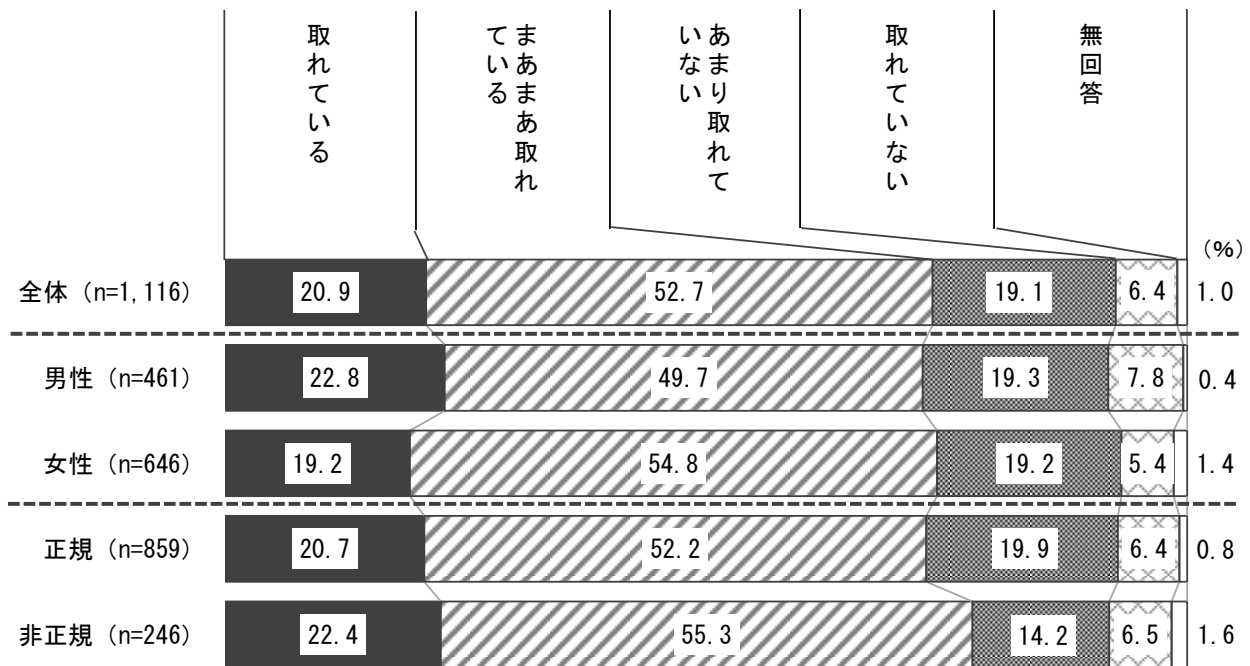 取れている
まあまあ取れ
ている
あまり取れて
いない
取れていない
無回答
(%)
全体 (n=1,116) 20.9 52.7 19.1 6.4 1.0
男性 (n=461) 22.8 49.7 19.3 7.8 0.4
女性 (n=646) 19.2 54.8 19.2 5.4 1.4
正規 (n=859) 20.7 52.2 19.9 6.4 0.8
非正規 (n=246) 22.4 55.3 14.2 6.5 1.6